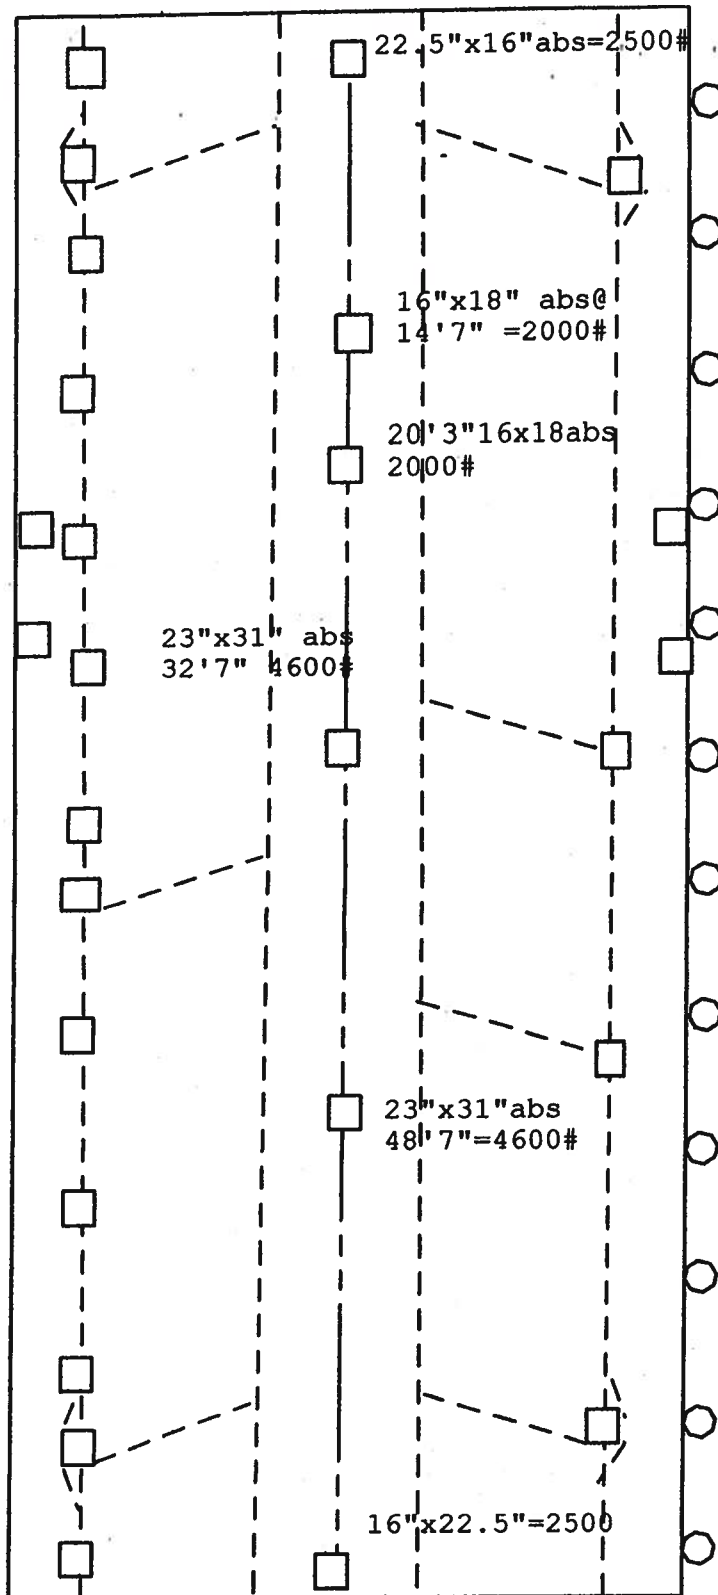 22.5"x16"abs=2500#
16"x18" abs@
14'7" =2000#
20'3"16x18abs
2000#
23"x31" abs
32'7" 4600#
23"x31"abs
48'7"=4600#
16"x22.5"=2500